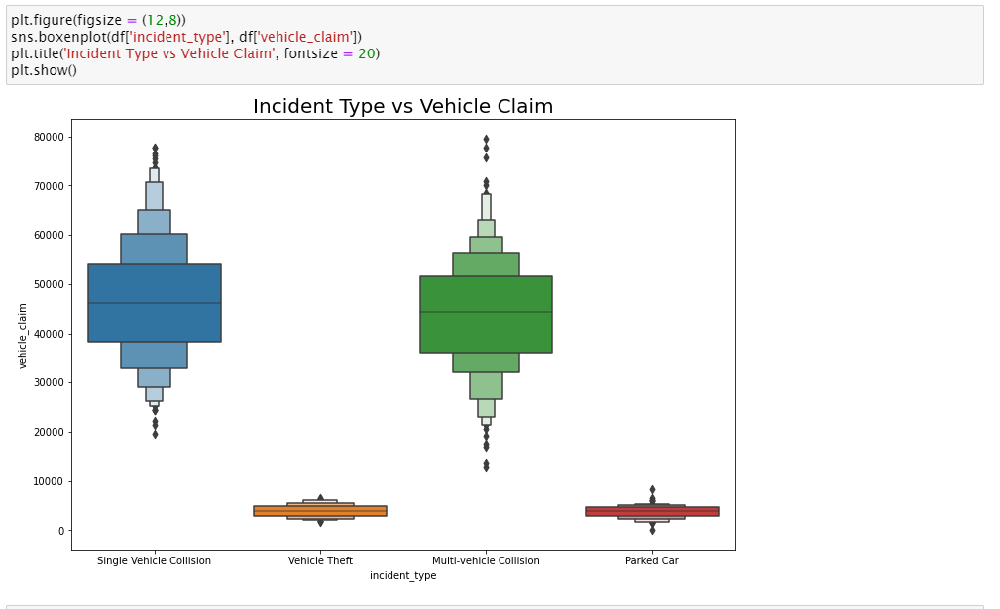 plt.figure(figsize = (12,8))
sns.boxenplot(df['incident_type'], df['vehicle_claim'])
plt.title('Incident Type vs Vehicle Claim', fontsize = 20)
plt.show()
Incident Type vs Vehicle Claim
80000
70000
60000
50000
40000
30000
20000
10000
0
vehicle_claim
Single Vehicle Collision Vehicle Theft Multi-vehicle Collision Parked Car
incident_type